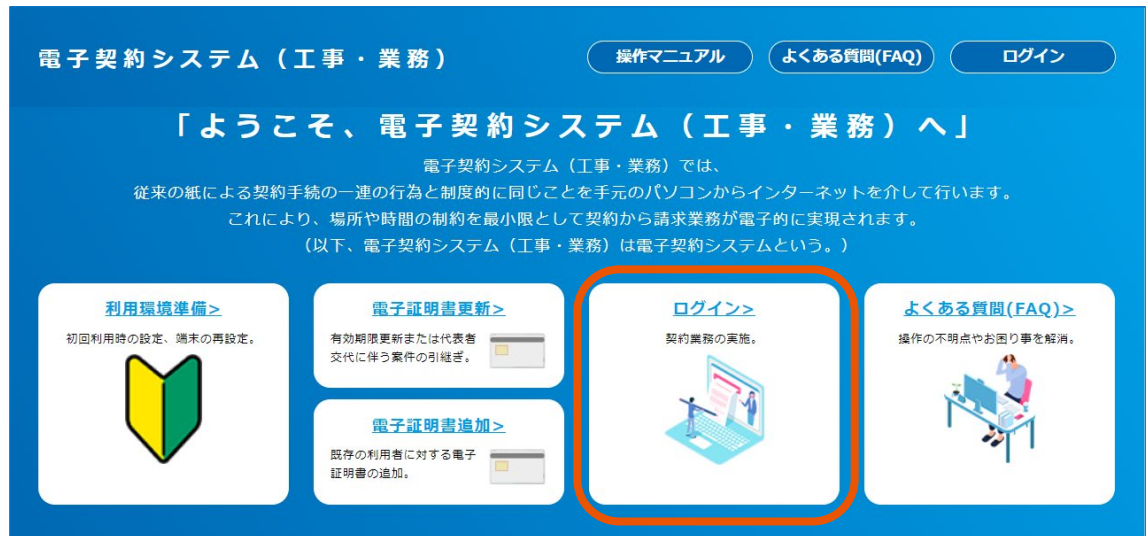 電子契約システム（工事・業務）
操作マニュアル
よくある質問(FAQ)
ログイン
「ようこそ、電子契約システム（工事・業務）へ」
電子契約システム（工事・業務）では、
従来の紙による契約手続の一連の行為と制度的に同じことを手元のパソコンからインターネットを介して行います。
これにより、場所や時間の制約を最小限として契約から請求業務が電子的に実現されます。
（以下、電子契約システム（工事・業務）は電子契約システムという。）
利用環境準備>
初回利用時の設定、端末の再設定。
電子証明書更新>
有効期限更新または代表者
交代に伴う案件の引継ぎ。
電子証明書追加>
既存の利用者に対する電子
証明書の追加。
ログイン>
契約業務の実施。
よくある質問(FAQ)>
操作の不明点やお困り事を解消。